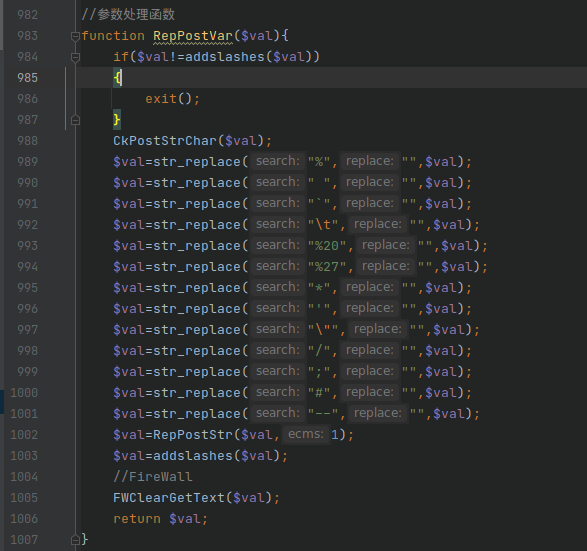 982 //参数处理函数
983 function RepPostVar($val){
984 if($val!=addslashes($val))
985 {
986 exit();
987 }
988 CkPostStrChar($val);
989 $val=str_replace( search: "%", replace: "",$val);
990 $val=str_replace( search: " ", replace: "",$val);
991 $val=str_replace( search: "`", replace: "",$val);
992 $val=str_replace( search: "\t", replace: "",$val);
993 $val=str_replace( search: "%20", replace: "",$val);
994 $val=str_replace( search: "%27", replace: "",$val);
995 $val=str_replace( search: "*", replace: "",$val);
996 $val=str_replace( search: "'", replace: "",$val);
997 $val=str_replace( search: "\"", replace: "",$val);
998 $val=str_replace( search: "/", replace: "",$val);
999 $val=str_replace( search: ";", replace: "",$val);
1000 $val=str_replace( search: "#", replace: "",$val);
1001 $val=str_replace( search: "--", replace: "",$val);
1002 $val=RepPostStr($val, ecms: 1);
1003 $val=addslashes($val);
1004 //FireWall
1005 FWClearGetText($val);
1006 return $val;
1007 }